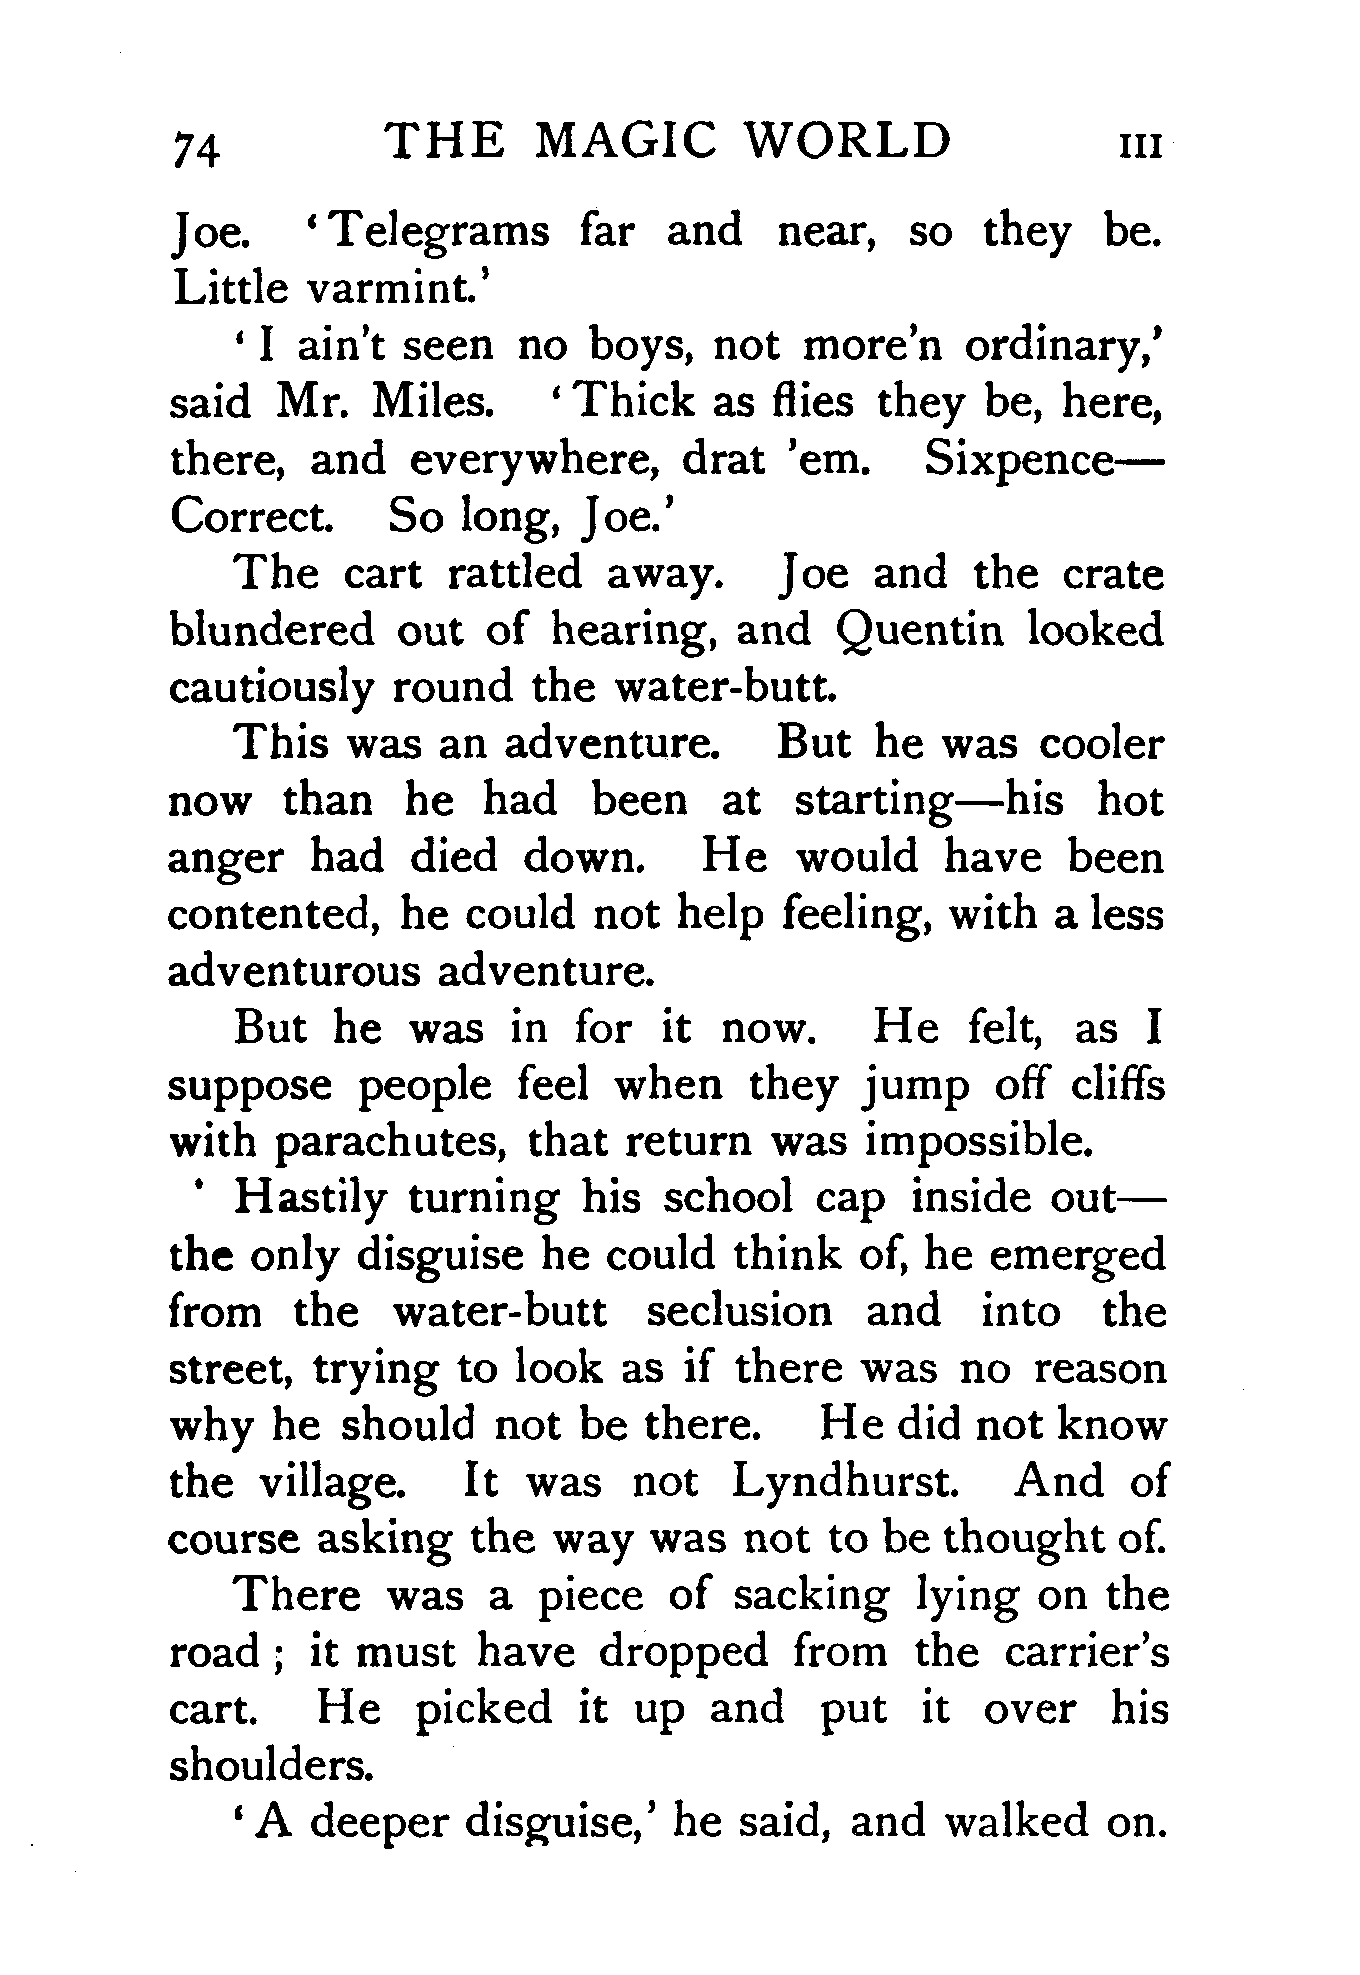 74 THE MAGIC WORLD III
Joe. ‘Telegrams far and near, so they be.
Little varmint.’
‘I ain’t seen no boys, not more’n ordinary,’
said Mr. Miles. ‘Thick as flies they be, here,
there, and everywhere, drat ’em. Sixpence—
Correct. So long, Joe.’
The cart rattled away. Joe and the crate
blundered out of hearing, and Quentin looked
cautiously round the water-butt.
This was an adventure. But he was cooler
now than he had been at starting—his hot
anger had died down. He would have been
contented, he could not help feeling, with a less
adventurous adventure.
But he was in for it now. He felt, as I
suppose people feel when they jump off cliffs
with parachutes, that return was impossible.
Hastily turning his school cap inside out—
the only disguise he could think of, he emerged
from the water-butt seclusion and into the
street, trying to look as if there was no reason
why he should not be there. He did not know
the village. It was not Lyndhurst. And of
course asking the way was not to be thought of.
There was a piece of sacking lying on the
road ; it must have dropped from the carrier’s
cart. He picked it up and put it over his
shoulders.
‘A deeper disguise,’ he said, and walked on.